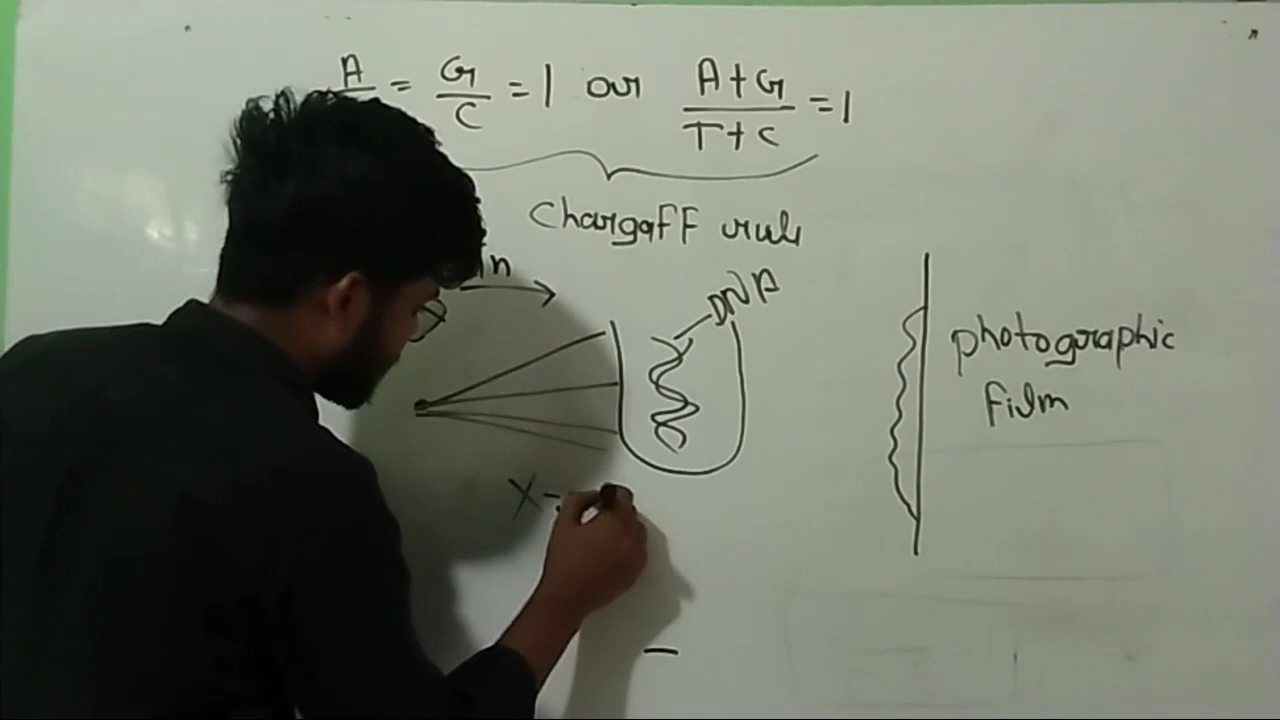 A = G/C = 1 or A+G/T+C = 1
Chargaff rule
DNA
photographic
film
X-